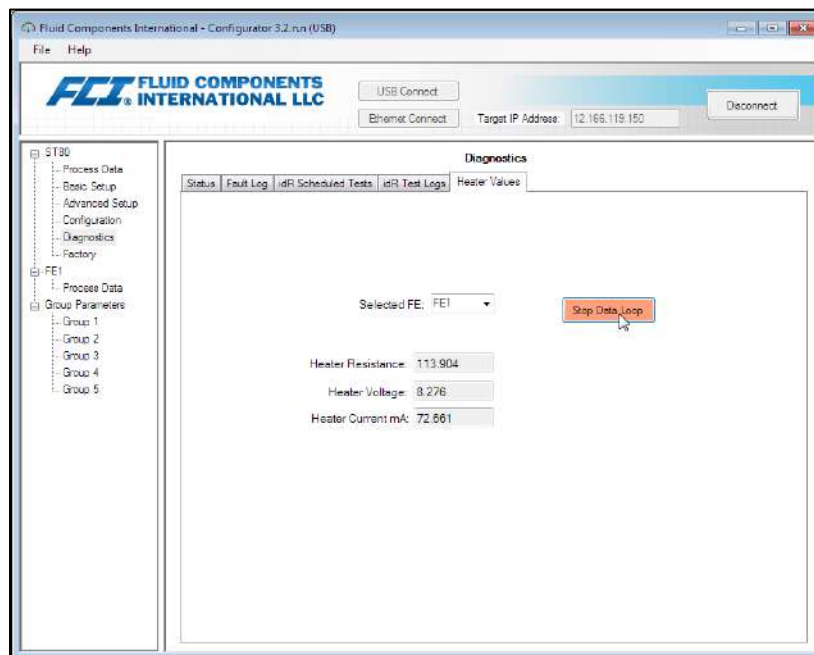 Fluid Components International - Configurator 3.2.n.n (USB)
File Help
FCI ® FLUID COMPONENTS
INTERNATIONAL LLC
USB Connect
Ethernet Connect
Target IP Address: 12.166.119.150
Disconnect
ST80
Process Data
Basic Setup
Advanced Setup
Configuration
Diagnostics
Factory
FE1
Process Data
Group Parameters
Group 1
Group 2
Group 3
Group 4
Group 5
Diagnostics
Status Fault Log idR Scheduled Tests idR Test Logs Heater Values
Selected FE: FE1
Stop Data Loop
Heater Resistance: 113.904
Heater Voltage: 8.276
Heater Current mA: 72.661